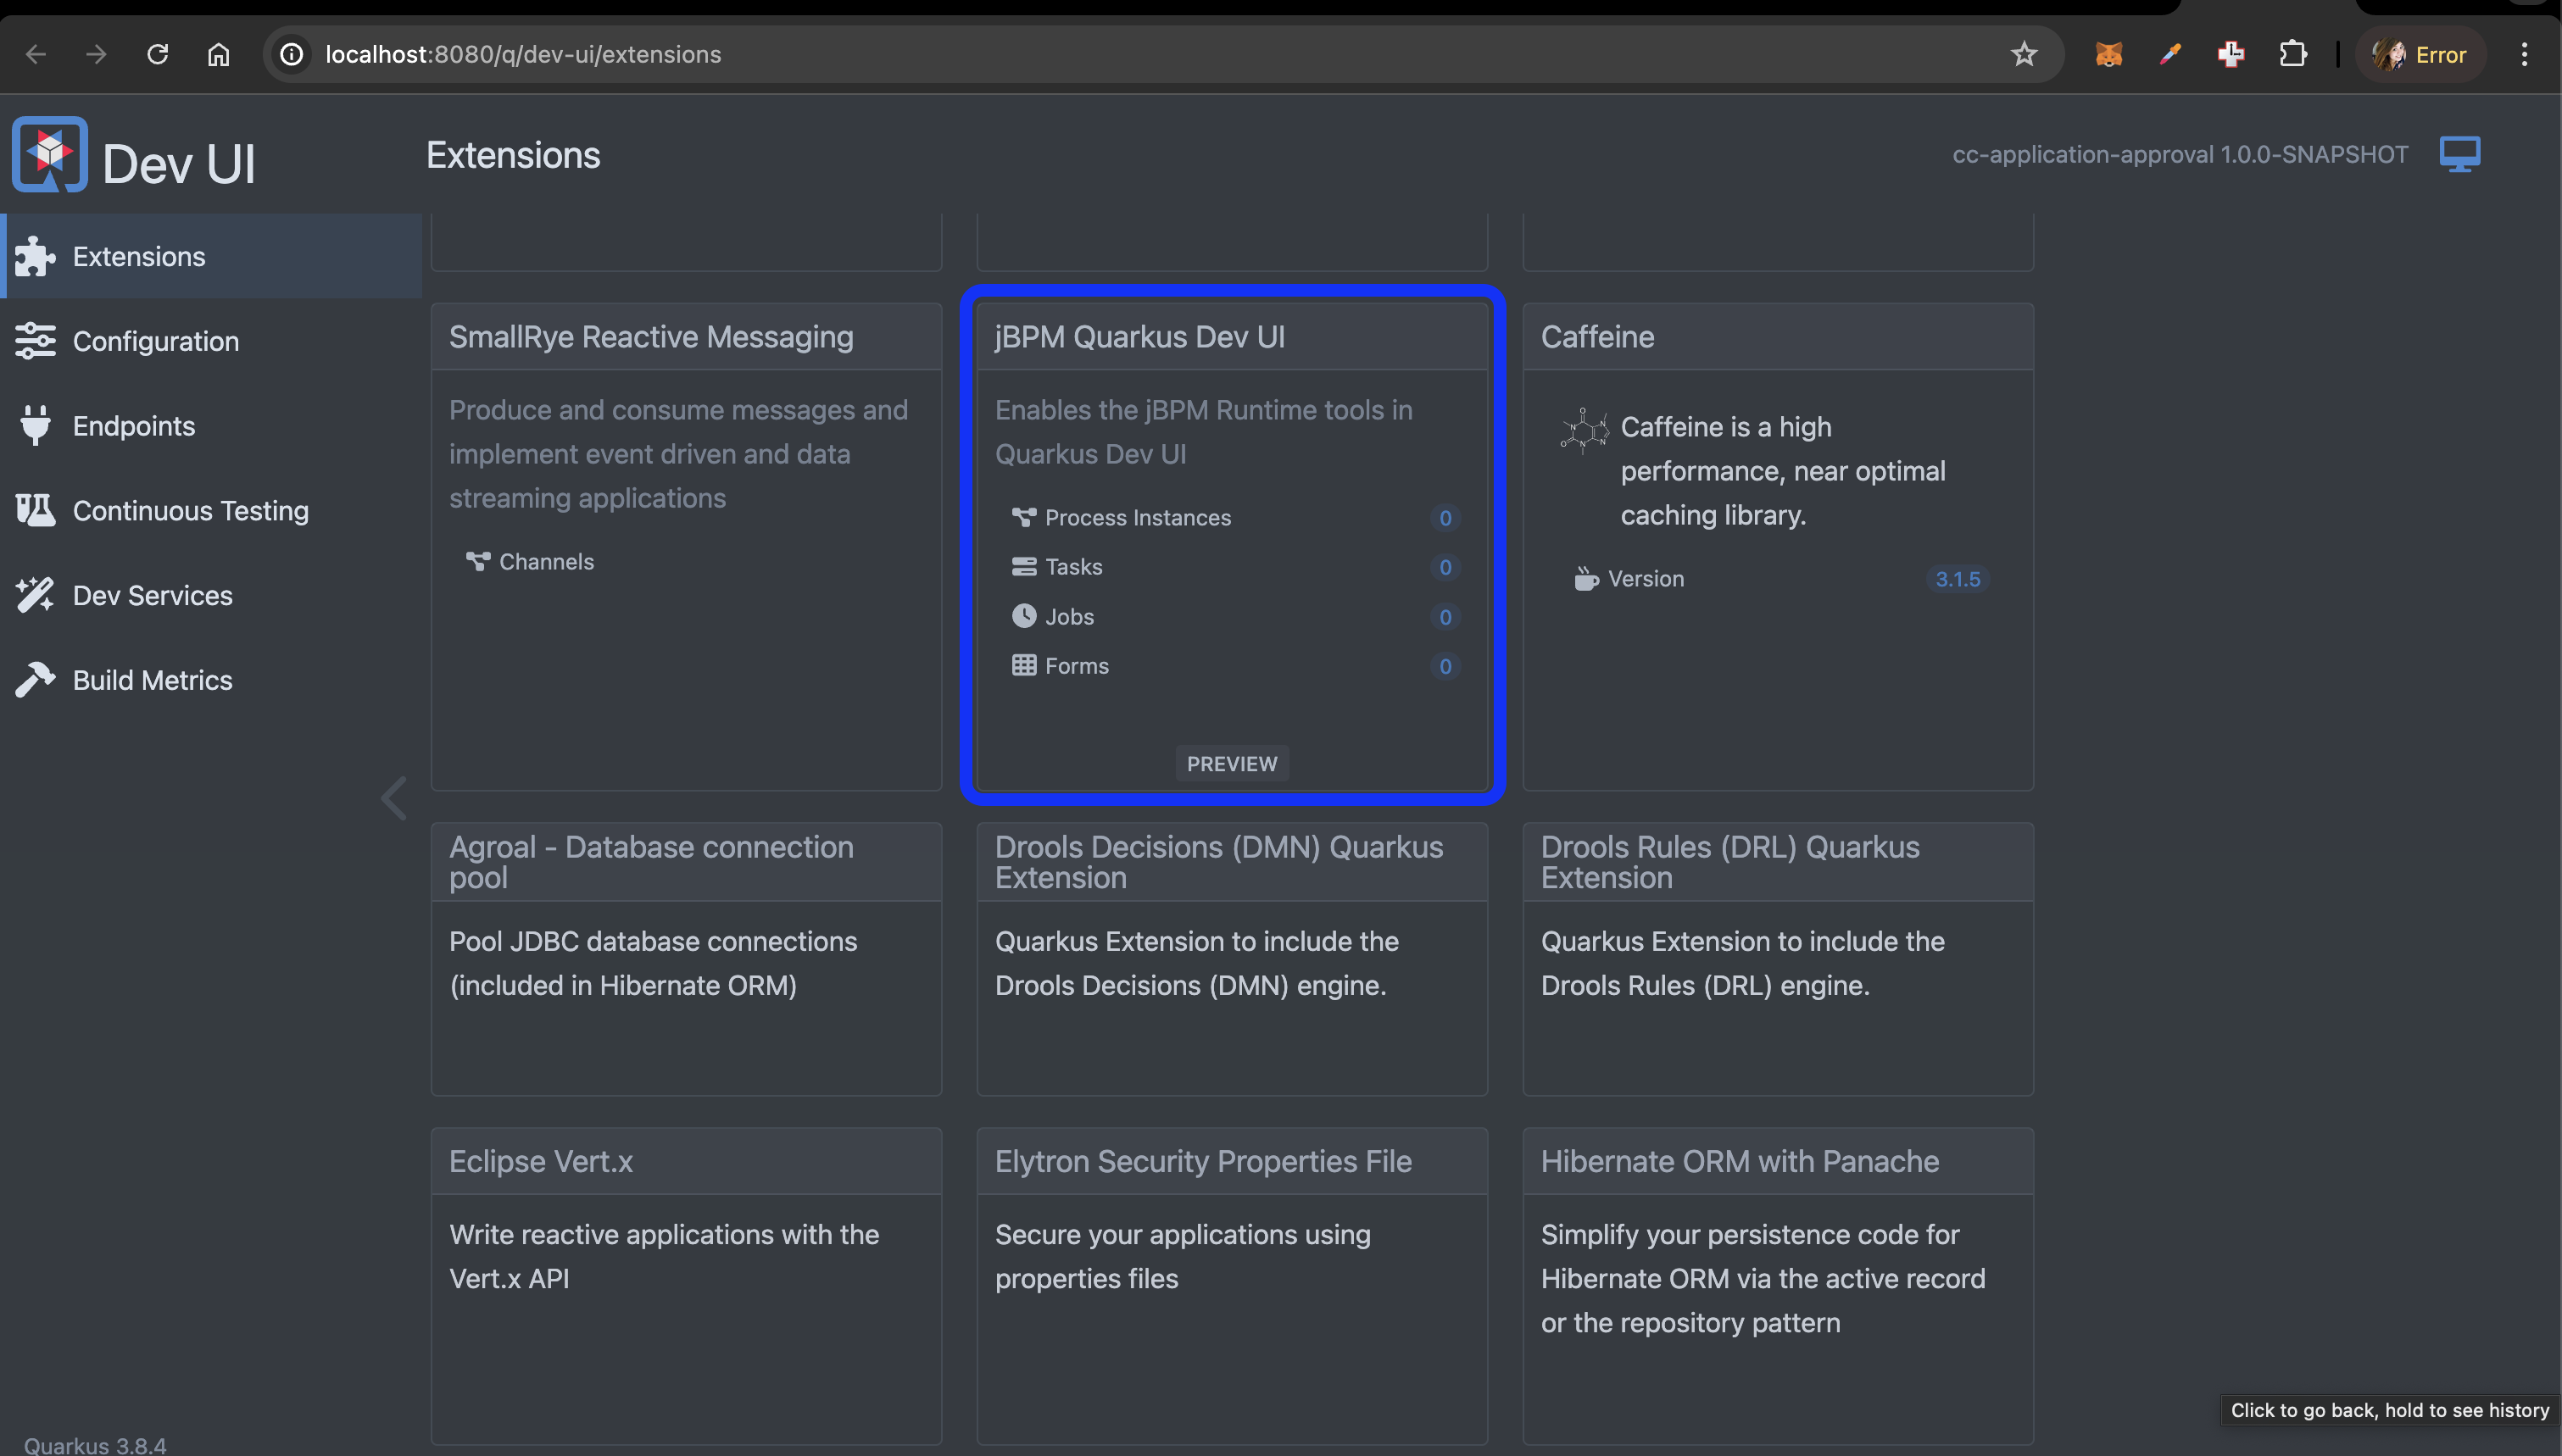 localhost:8080/q/dev-ui/extensions
Error
Dev UI
Extensions
cc-application-approval 1.0.0-SNAPSHOT
Extensions
Configuration
Endpoints
Continuous Testing
Dev Services
Build Metrics
SmallRye Reactive Messaging
Produce and consume messages and
implement event driven and data
streaming applications
Channels
jBPM Quarkus Dev UI
Enables the jBPM Runtime tools in
Quarkus Dev UI
Process Instances 0
Tasks 0
Jobs 0
Forms 0
PREVIEW
Caffeine
Caffeine is a high
performance, near optimal
caching library.
Version 3.1.5
Agroal - Database connection
pool
Pool JDBC database connections
(included in Hibernate ORM)
Drools Decisions (DMN) Quarkus
Extension
Quarkus Extension to include the
Drools Decisions (DMN) engine.
Drools Rules (DRL) Quarkus
Extension
Quarkus Extension to include the
Drools Rules (DRL) engine.
Eclipse Vert.x
Write reactive applications with the
Vert.x API
Elytron Security Properties File
Secure your applications using
properties files
Hibernate ORM with Panache
Simplify your persistence code for
Hibernate ORM via the active record
or the repository pattern
Click to go back, hold to see history
Quarkus 3.8.4